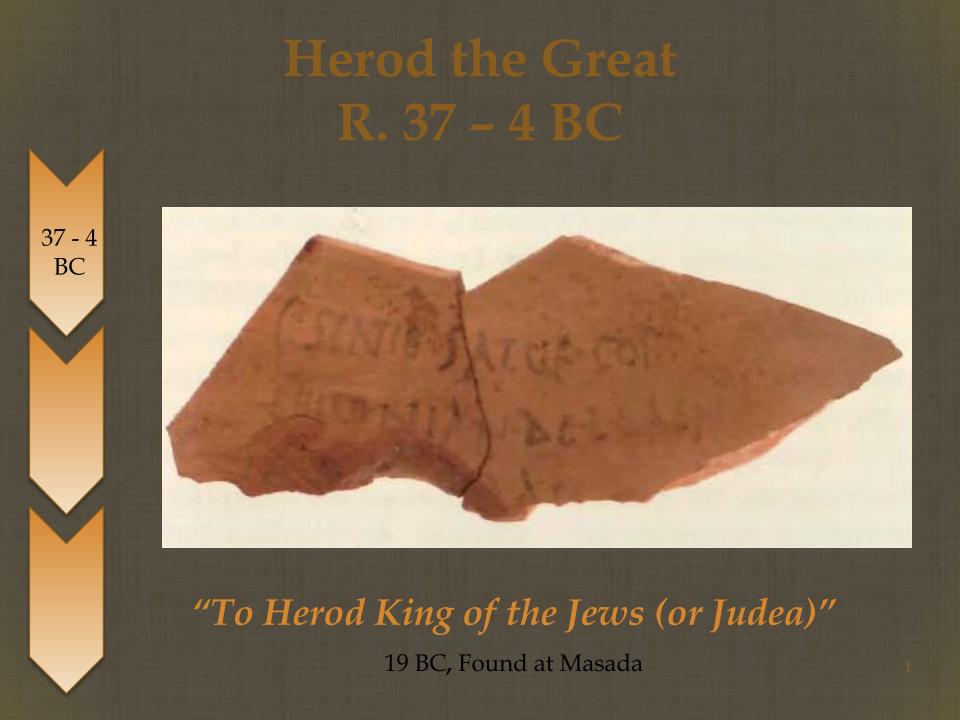 Herod the Great
R. 37 – 4 BC
37 - 4
BC
“To Herod King of the Jews (or Judea)”
19 BC, Found at Masada
1